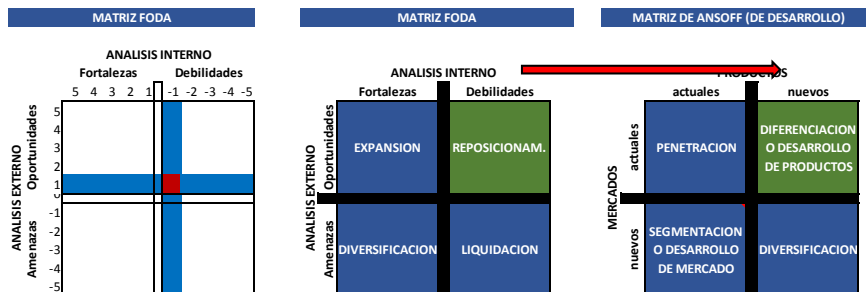 MATRIZ FODA
ANALISIS INTERNO
Fortalezas Debilidades
5 4 3 2 1 -1 -2 -3 -4 -5
ANALISIS EXTERNO
Oportunidades
Amenazas
5
4
3
2
1
0
-1
-2
-3
-4
-5
MATRIZ FODA
ANALISIS INTERNO
Fortalezas Debilidades
ANALISIS EXTERNO
Oportunidades
Amenazas
EXPANSION REPOSICIONAM.
DIVERSIFICACION LIQUIDACION
MATRIZ DE ANSOFF (DE DESARROLLO)
PRODUCTOS
actuales nuevos
MERCADOS
actuales
nuevos
PENETRACION
DIFERENCIACION
O DESARROLLO
DE PRODUCTOS
SEGMENTACION
O DESARROLLO
DE MERCADO
DIVERSIFICACION